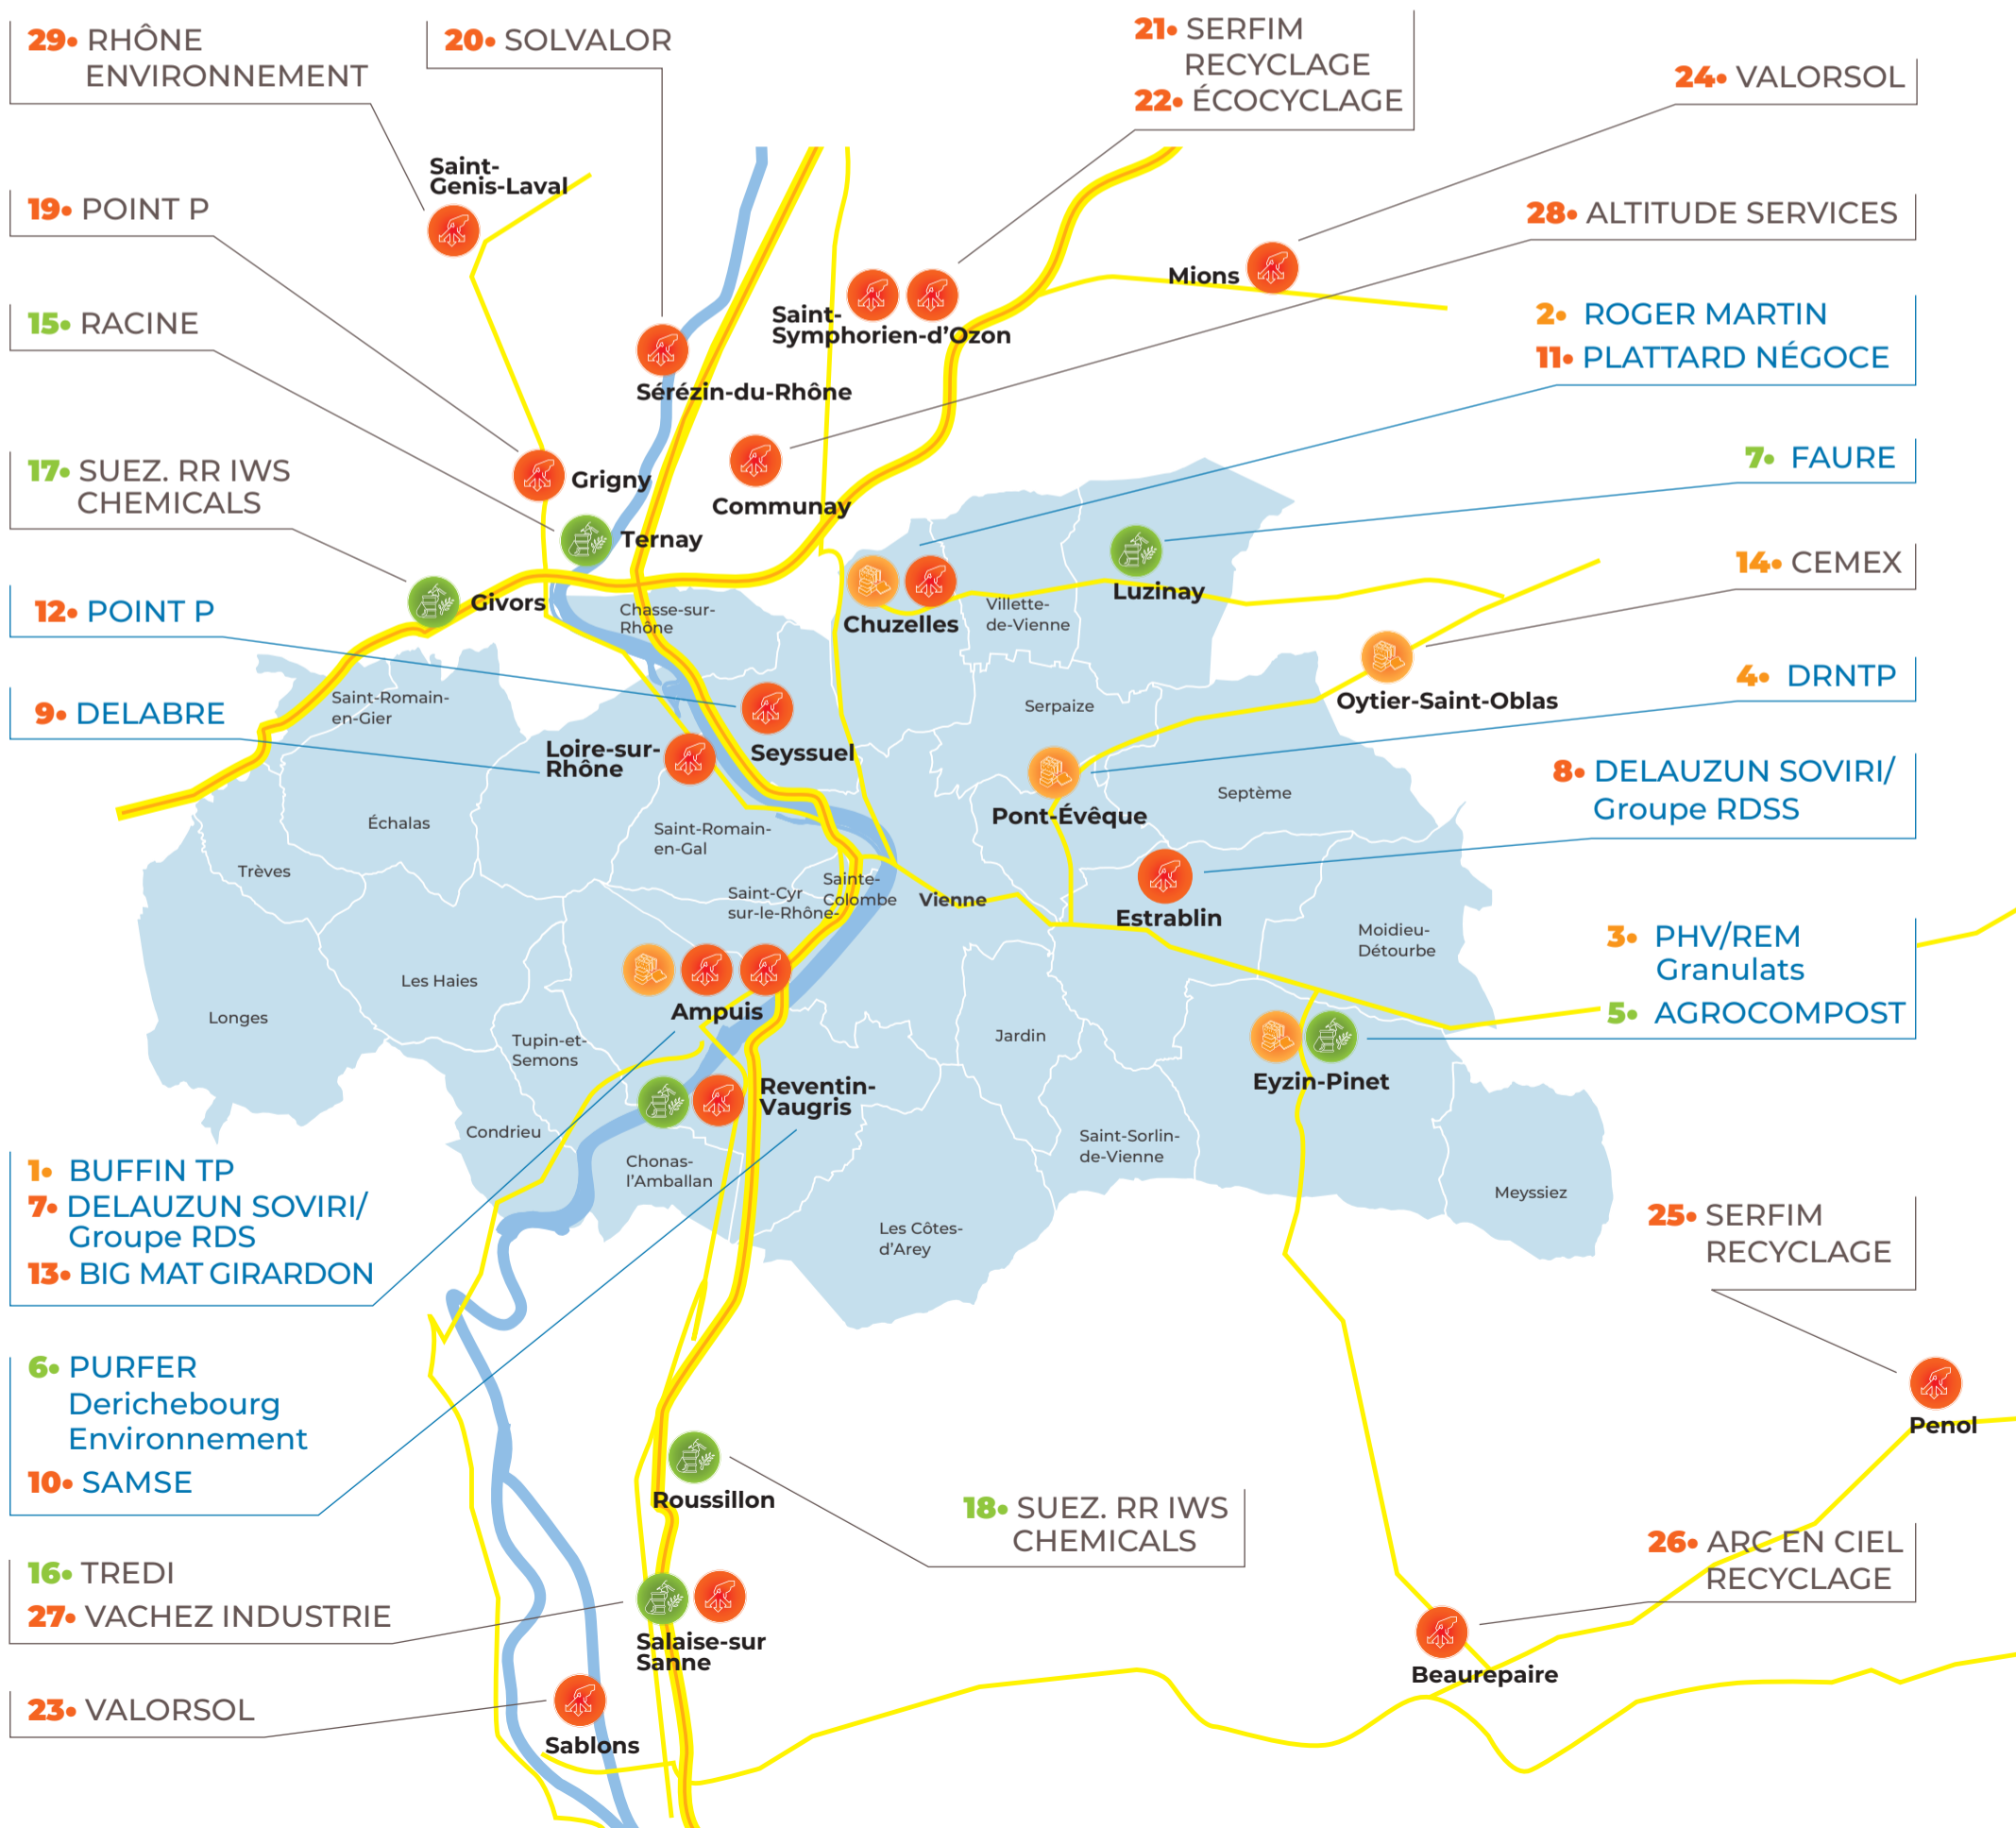 29• RHÔNE
ENVIRONNEMENT
20• SOLVALOR
21• SERFIM
RECYCLAGE
22• ÉCOCYCLAGE
24• VALORSOL
19• POINT P
28• ALTITUDE SERVICES
15• RACINE
2• ROGER MARTIN
11• PLATTARD NÉGOCE
17• SUEZ. RR IWS
CHEMICALS
7• FAURE
14• CEMEX
12• POINT P
4• DRNTP
9• DELABRE
8• DELAUZUN SOVIRI/
Groupe RDSS
3• PHV/REM
Granulats
5• AGROCOMPOST
1• BUFFIN TP
7• DELAUZUN SOVIRI/
Groupe RDS
13• BIG MAT GIRARDON
25• SERFIM
RECYCLAGE
6• PURFER
Derichebourg
Environnement
10• SAMSE
18• SUEZ. RR IWS
CHEMICALS
26• ARC EN CIEL
RECYCLAGE
16• TREDI
27• VACHEZ INDUSTRIE
23• VALORSOL
Saint-
Genis-Laval
Mions
Saint-
Symphorien-d'Ozon
Sérézin-du-Rhône
Grigny
Communay
Ternay
Givors
Chasse-sur-
Rhône
Chuzelles
Villette-
de-Vienne
Luzinay
Saint-Romain-
en-Gier
Serpaize
Oytier-Saint-Oblas
Loire-sur-
Rhône
Seyssuel
Septème
Pont-Évêque
Échalas
Saint-Romain-
en-Gal
Trèves
Saint-Cyr
sur-le-Rhône-
Sainte-
Colombe
Vienne
Estrablin
Moidieu-
Détourbe
Les Haies
Longes
Ampuis
Tupin-et-
Semons
Jardin
Eyzin-Pinet
Reventin-
Vaugris
Condrieu
Chonas-
l'Amballan
Saint-Sorlin-
de-Vienne
Meyssiez
Les Côtes-
d'Arey
Penol
Roussillon
Salaise-sur
Sanne
Beaurepaire
Sablons